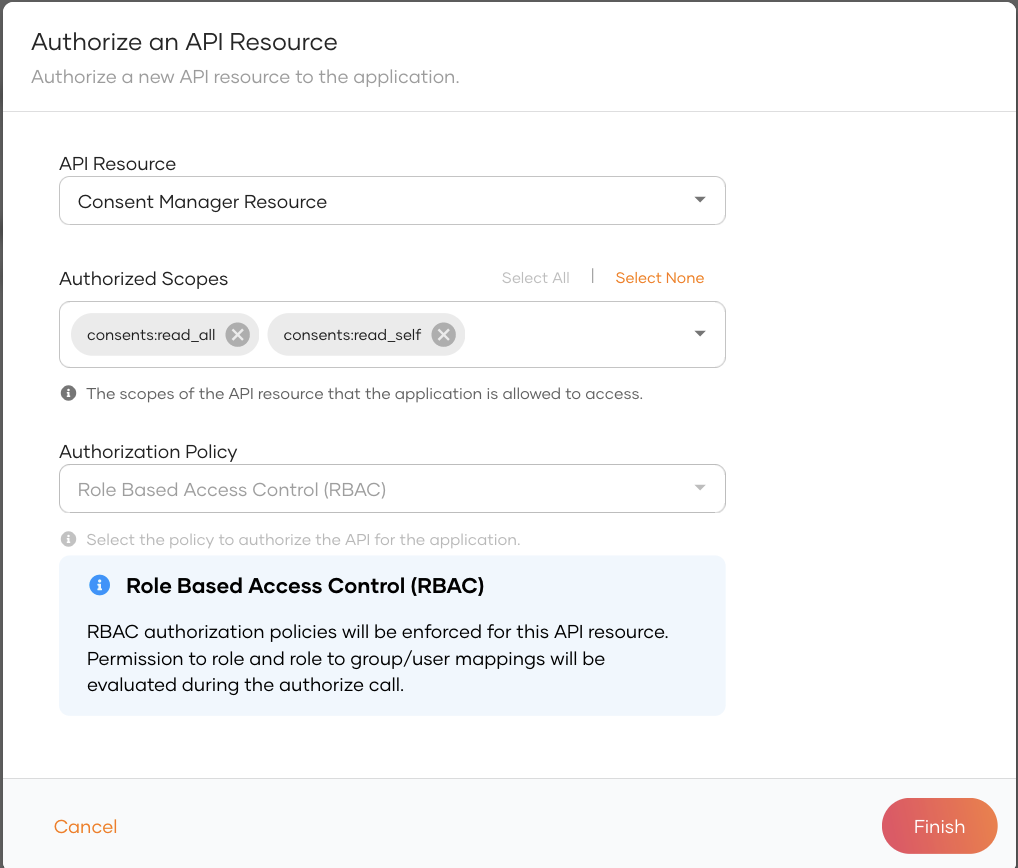 Authorize an API Resource
Authorize a new API resource to the application.
API Resource
Consent Manager Resource
Authorized Scopes
Select All | Select None
consents:read_all consents:read_self
The scopes of the API resource that the application is allowed to access.
Authorization Policy
Role Based Access Control (RBAC)
Select the policy to authorize the API for the application.
Role Based Access Control (RBAC)
RBAC authorization policies will be enforced for this API resource.
Permission to role and role to group/user mappings will be
evaluated during the authorize call.
Cancel
Finish